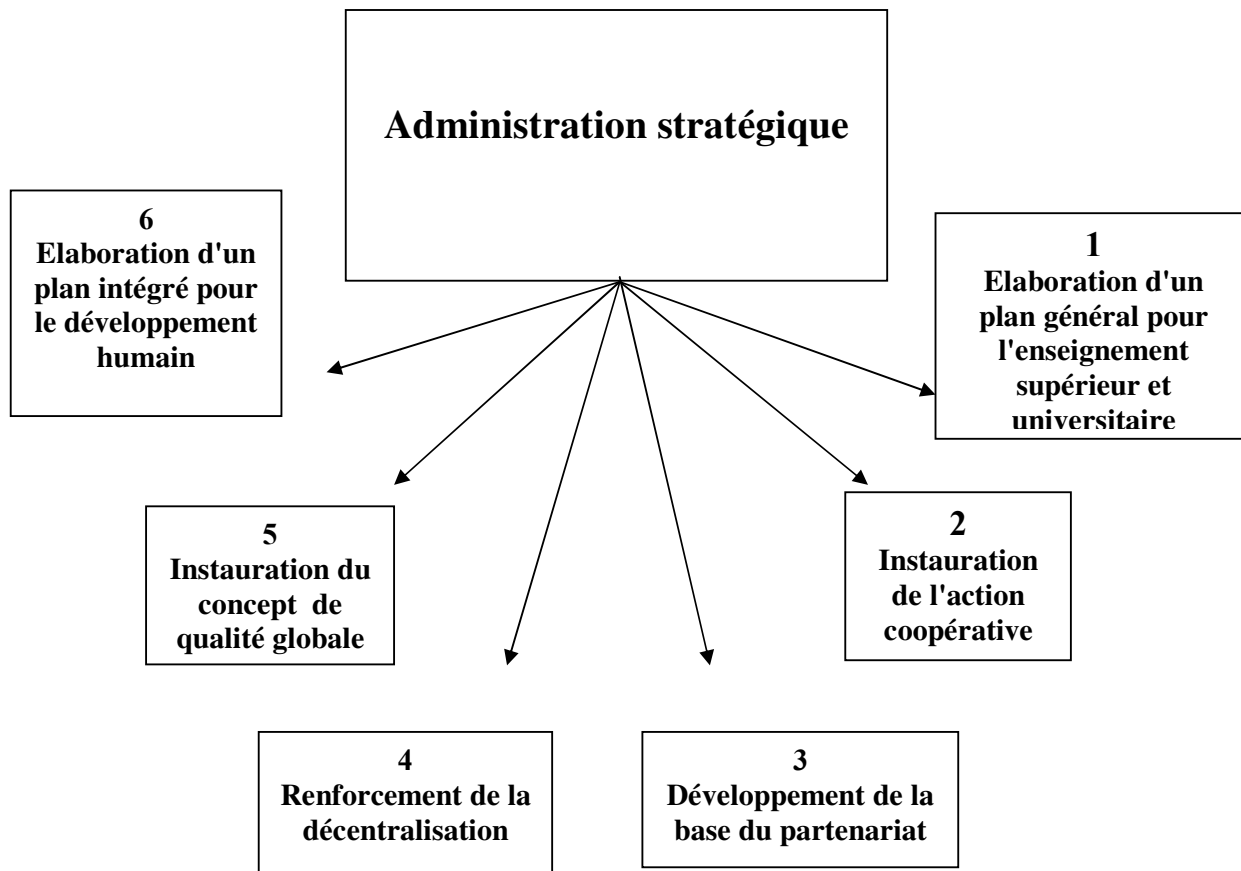 Administration stratégique
1
Elaboration d'un
plan général pour
l'enseignement
supérieur et
universitaire
2
Instauration
de l'action
coopérative
3
Développement de la
base du partenariat
4
Renforcement de la
décentralisation
5
Instauration du
concept de
qualité globale
6
Elaboration d'un
plan intégré pour
le développement
humain